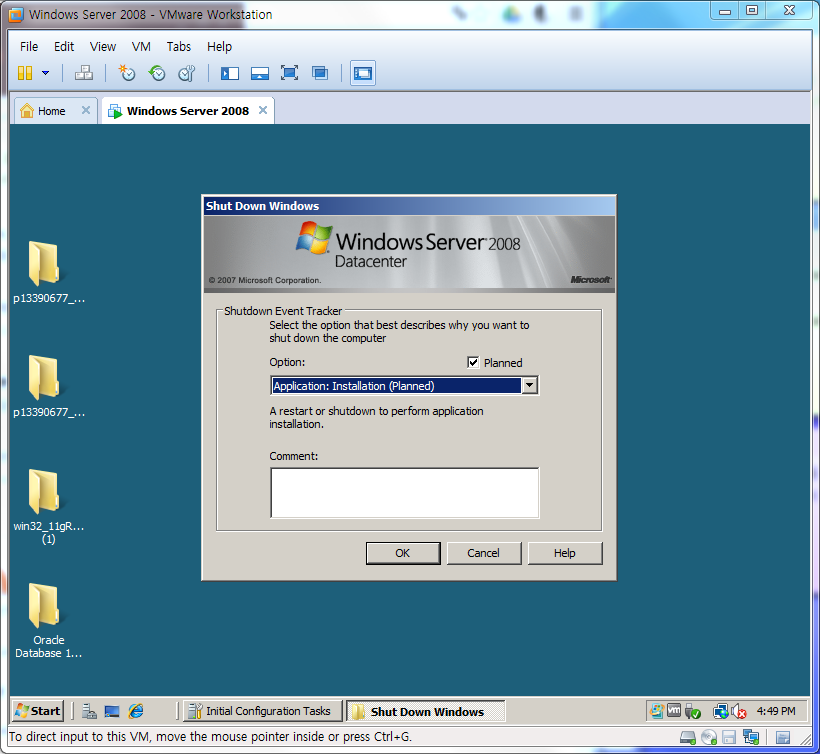 Windows Server 2008 - VMware Workstation
File Edit View VM Tabs Help
Home
Windows Server 2008
p13390677_...
p13390677_...
win32_11gR...
(1)
Oracle
Database 1...
Shut Down Windows
Windows Server 2008
Datacenter
© 2007 Microsoft Corporation.
Microsoft
Shutdown Event Tracker
Select the option that best describes why you want to
shut down the computer
Option:
Planned
Application: Installation (Planned)
A restart or shutdown to perform application
installation.
Comment:
OK Cancel Help
Start
Initial Configuration Tasks
Shut Down Windows
vm
4:49 PM
To direct input to this VM, move the mouse pointer inside or press Ctrl+G.